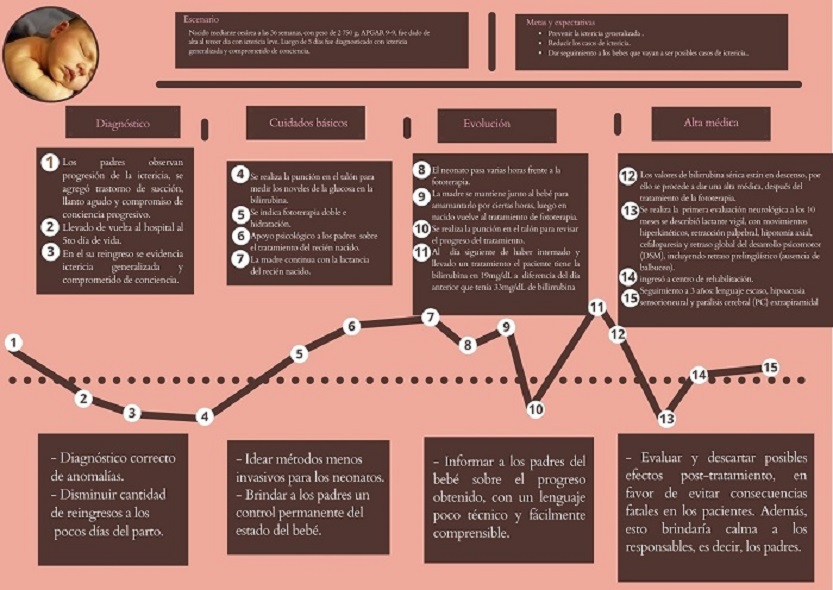 Escenario
Nacido mediante cesárea a las 36 semanas, con peso de 2 750 g, APGAR 9-9, fue dado de
alta al tercer día con ictericia leve. Luego de 5 días fue diagnosticado con ictericia
generalizada y compromiso de conciencia.
Metas y expectativas
• Prevenir la ictericia generalizada .
• Reducir los casos de ictericia.
• Dar seguimiento a los bebes que vayan a ser posibles casos de ictericia..
Diagnóstico
Cuidados básicos
Evolución
Alta médica
1 Los padres observan
progresión de la ictericia, se
agregó trastorno de succión,
llanto agudo y compromiso de
conciencia progresivo.
2 Llevado de vuelta al hospital al
5to día de vida.
3 En el su reingreso se evidencia
ictericia generalizada y
comprometido de conciencia.
4 Se realiza la punción en el talón para
medir los noveles de la glucosa en la
bilirrubina.
5 Se indica fototerapia doble e
hidratación.
6 Apoyo psicológico a los padres sobre
el tratamiento del recién nacido.
7 La madre continua con la lactancia
del recién nacido.
8 El neonato pasa varias horas frente a la
fototerapia.
9 La madre se mantiene junto al bebé para
amamantarlo por ciertas horas, luego en
nacido vuelve al tratamiento de fototerapia.
10 Se realiza la punción en el talón para revisar
el progreso del tratamiento.
11 Al día siguiente de haber internado y
llevado un tratamiento el paciente tiene la
bilirubina en 19mg/dL a diferencia del día
anterior que tenía 33mg/dL de bilirrubina
12 Los valores de bilirrubina sérica están en descenso, por
ello se procede a dar una alta médica, después del
tratamiento de la fototerapia.
13 Se realiza la primera evaluación neurológica a los 10
meses se describió lactante vigil, con movimientos
hiperkinéticos, retracción palpebral, hipotonía axial,
cefaloparesia y retraso global del desarrollo psicomotor
(DSM), incluyendo retraso prelingüístico (ausencia de
balbuceo).
14 ingresó a centro de rehabilitación.
15 Seguimiento a 3 años: lenguaje escaso, hipoacusia
sensorioneural y parálisis cerebral (PC) extrapiramidal
1
2
3
4
5
6
7
8
9
10
11
12
13
14
15
- Diagnóstico correcto
de anomalías.
- Disminuir cantidad
de reingresos a los
pocos días del parto.
- Idear métodos menos
invasivos para los neonatos.
- Brindar a los padres un
control permanente del
estado del bebé.
- Informar a los padres del
bebé sobre el progreso
obtenido, con un lenguaje
poco técnico y fácilmente
comprensible.
- Evaluar y descartar posibles
efectos post-tratamiento, en
favor de evitar consecuencias
fatales en los pacientes. Además,
esto brindaría calma a los
responsables, es decir, los padres.